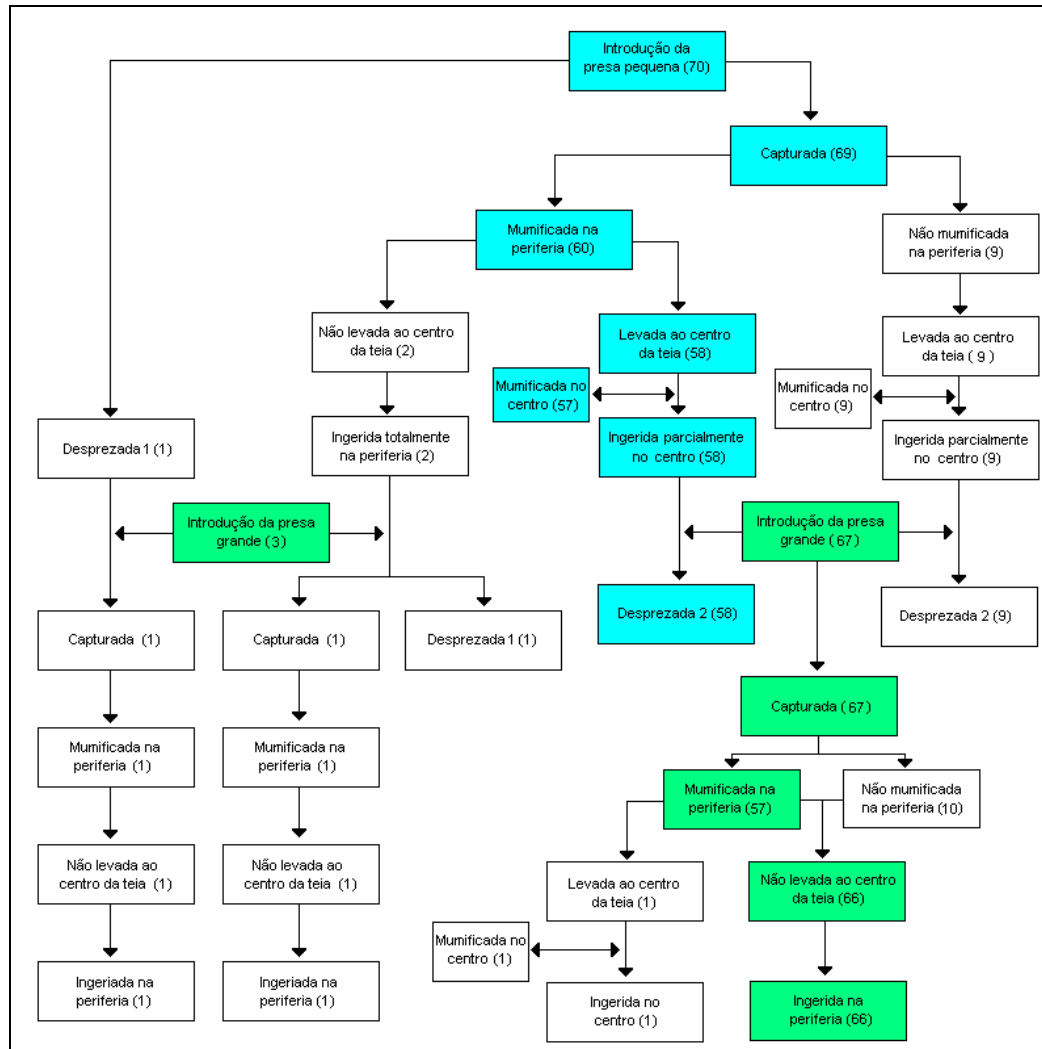 Introdução da
presa pequena (70)
Capturada (69)
Mumificada na
periferia (60)
Não mumificada
na periferia (9)
Não levada ao centro
da teia (2)
Levada ao centro
da teia (58)
Levada ao centro
da teia ( 9 )
Mumificada no
centro (57)
Mumificada no
centro (9)
Desprezada 1 (1)
Ingerida totalmente
na periferia (2)
Ingerida parcialmente
no centro (58)
Ingerida parcialmente
no centro (9)
Introdução da presa
grande (3)
Introdução da presa
grande (67)
Capturada (1)
Capturada (1)
Desprezada 1 (1)
Desprezada 2 (58)
Desprezada 2 (9)
Capturada (67)
Mumificada na
periferia (1)
Mumificada na
periferia (1)
Mumificada na
periferia (57)
Não mumificada
na periferia (10)
Não levada ao
centro da teia (1)
Não levada ao
centro da teia (1)
Levada ao centro
da teia (1)
Não levada ao centro
da teia (66)
Mumificada no
centro (1)
Ingeriada na
periferia (1)
Ingeriada na
periferia (1)
Ingerida no
centro (1)
Ingerida na
periferia (66)